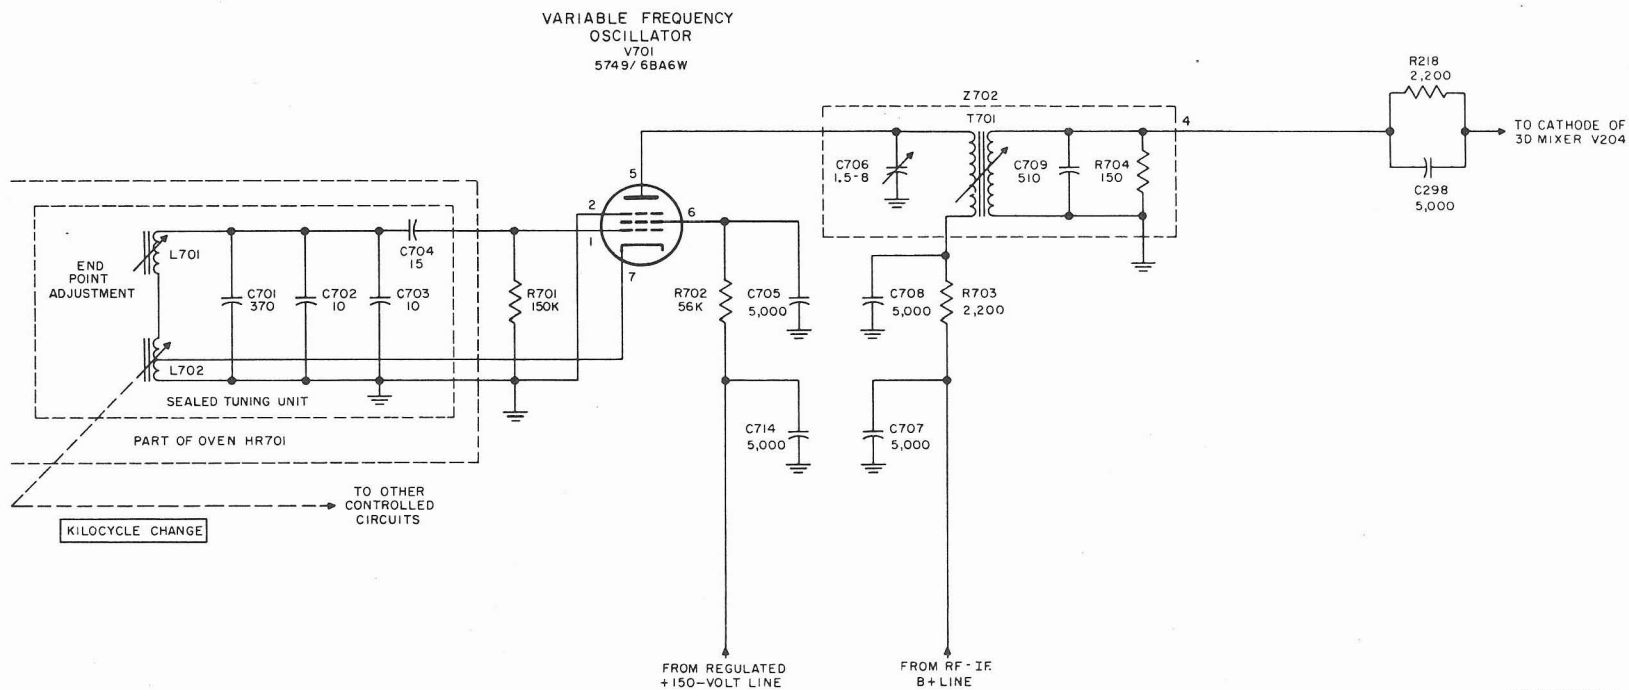 VARIABLE FREQUENCY
OSCILLATOR
V701
5749/6BA6W
R218
2,200
Z702
T701
4
TO CATHODE OF
3D MIXER V204
C706
1.5-8
C709
510
R704
150
C298
5,000
5
2
6
1
7
L701
C704
15
END
POINT
ADJUSTMENT
C701
370
C702
10
C703
10
R701
150K
R702
56K
C705
5,000
C708
5,000
R703
2,200
L702
SEALED TUNING UNIT
PART OF OVEN HR701
C714
5,000
C707
5,000
TO OTHER
CONTROLLED
CIRCUITS
KILOCYCLE CHANGE
FROM REGULATED
+150-VOLT LINE
FROM RF-IF.
B+ LINE